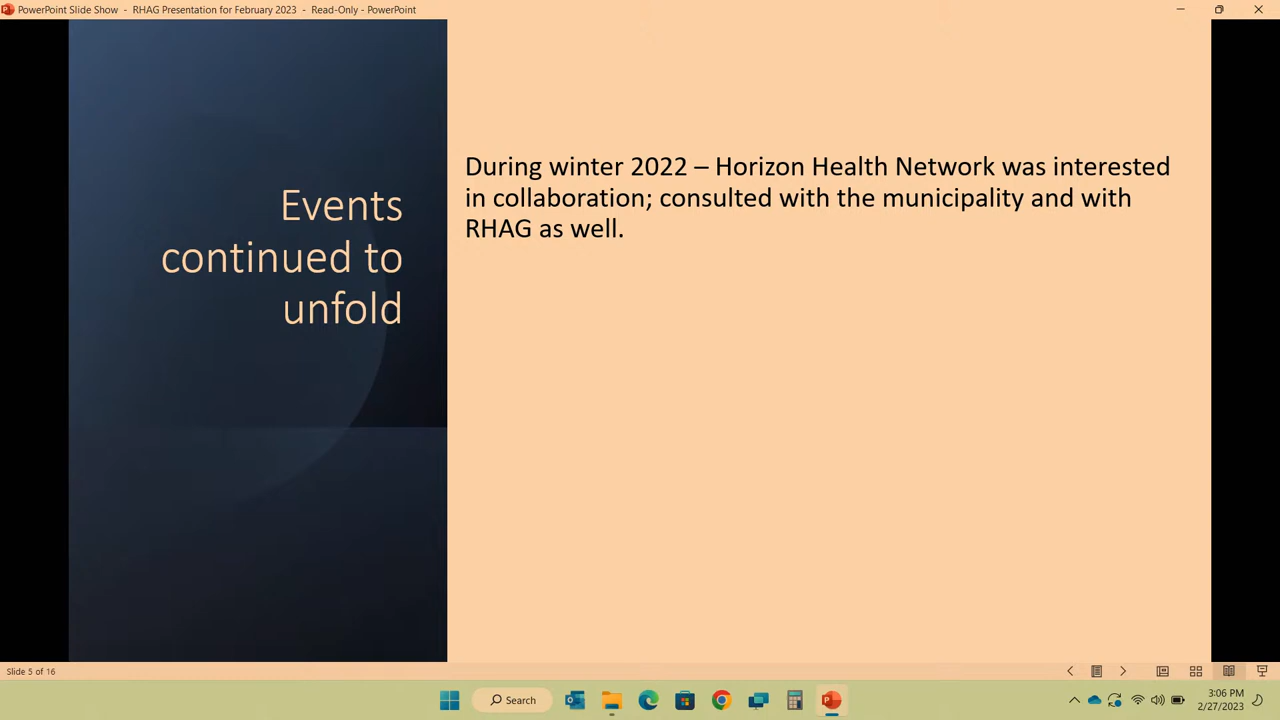 PowerPoint Slide Show - RHAG Presentation for February 2023 - Read-Only - PowerPoint
Events
continued to
unfold
During winter 2022 – Horizon Health Network was interested
in collaboration; consulted with the municipality and with
RHAG as well.
Slide 5 of 16
Search
3:06 PM
2/27/2023